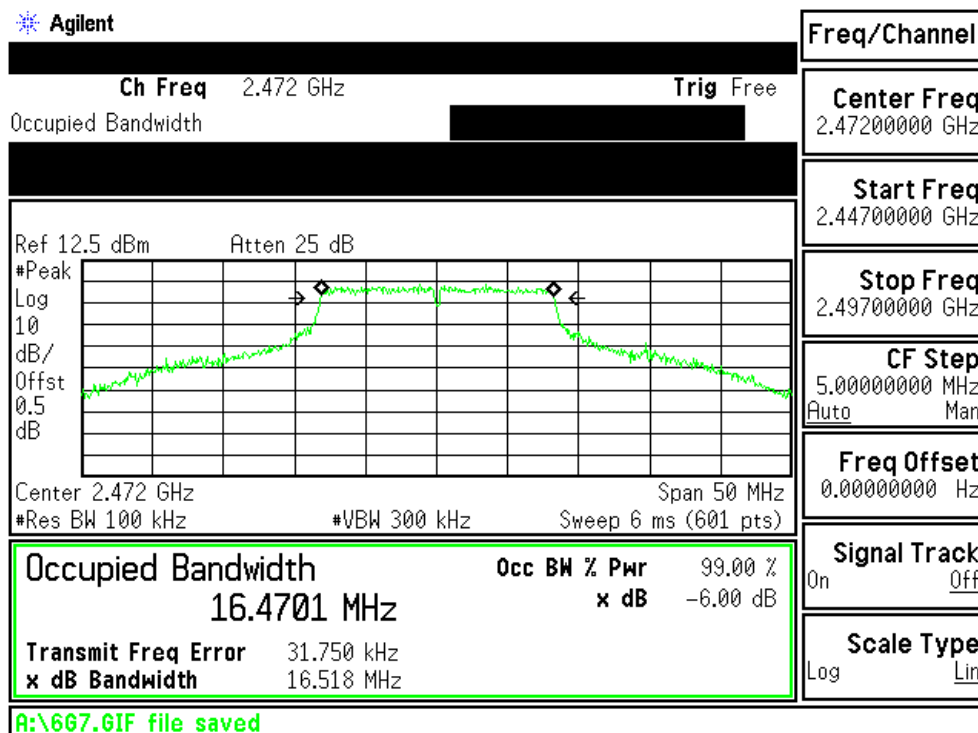 Agilent
Ch Freq 2.472 GHz Trig Free
Occupied Bandwidth
Ref 12.5 dBm Atten 25 dB
#Peak
Log
10
dB/
Offst
0.5
dB
Center 2.472 GHz Span 50 MHz
#Res BW 100 kHz #VBW 300 kHz Sweep 6 ms (601 pts)
Occupied Bandwidth
16.4701 MHz
Occ BW % Pwr 99.00 %
x dB -6.00 dB
Transmit Freq Error 31.750 kHz
x dB Bandwidth 16.518 MHz
A:\6G7.GIF file saved
Freq/Channel
Center Freq
2.47200000 GHz
Start Freq
2.44700000 GHz
Stop Freq
2.49700000 GHz
CF Step
5.00000000 MHz
Auto Man
Freq Offset
0.00000000 Hz
Signal Track
On Off
Scale Type
Log Lin